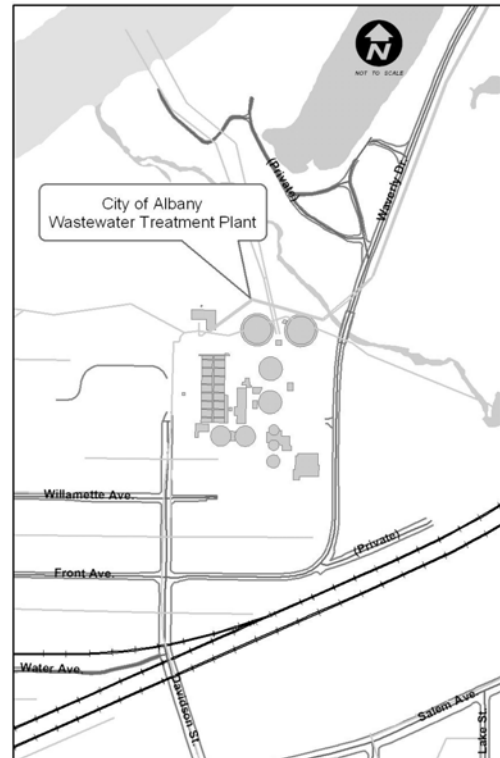 N
NOT TO SCALE
(Private)
Waverly Dr.
City of Albany
Wastewater Treatment Plant
Willamette Ave.
(Private)
Front Ave.
Water Ave.
Davidson St.
Salem Ave.
Lake St.